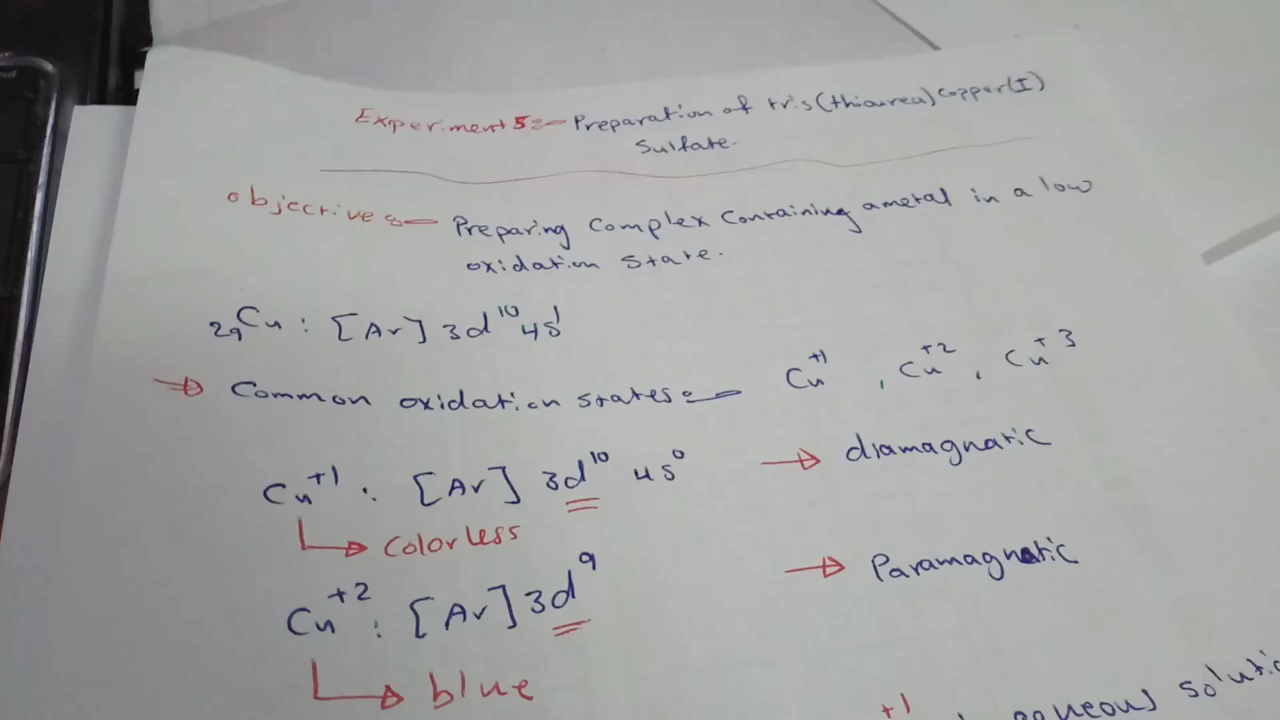 Experiment 5:- Preparation of tris(thiourea)Copper(I)
Sulfate.
objective :- Preparing Complex Containing a metal in a low
oxidation state.
29Cu : [Ar] 3d¹⁰ 4s¹
→ Common oxidation states:- Cu⁺¹ , Cu⁺² , Cu⁺³
Cu⁺¹ : [Ar] 3d¹⁰ 4s⁰ → diamagnatic
→ Colorless
Cu⁺² : [Ar] 3d⁹ → Paramagnatic
→ blue
+1 aqueous